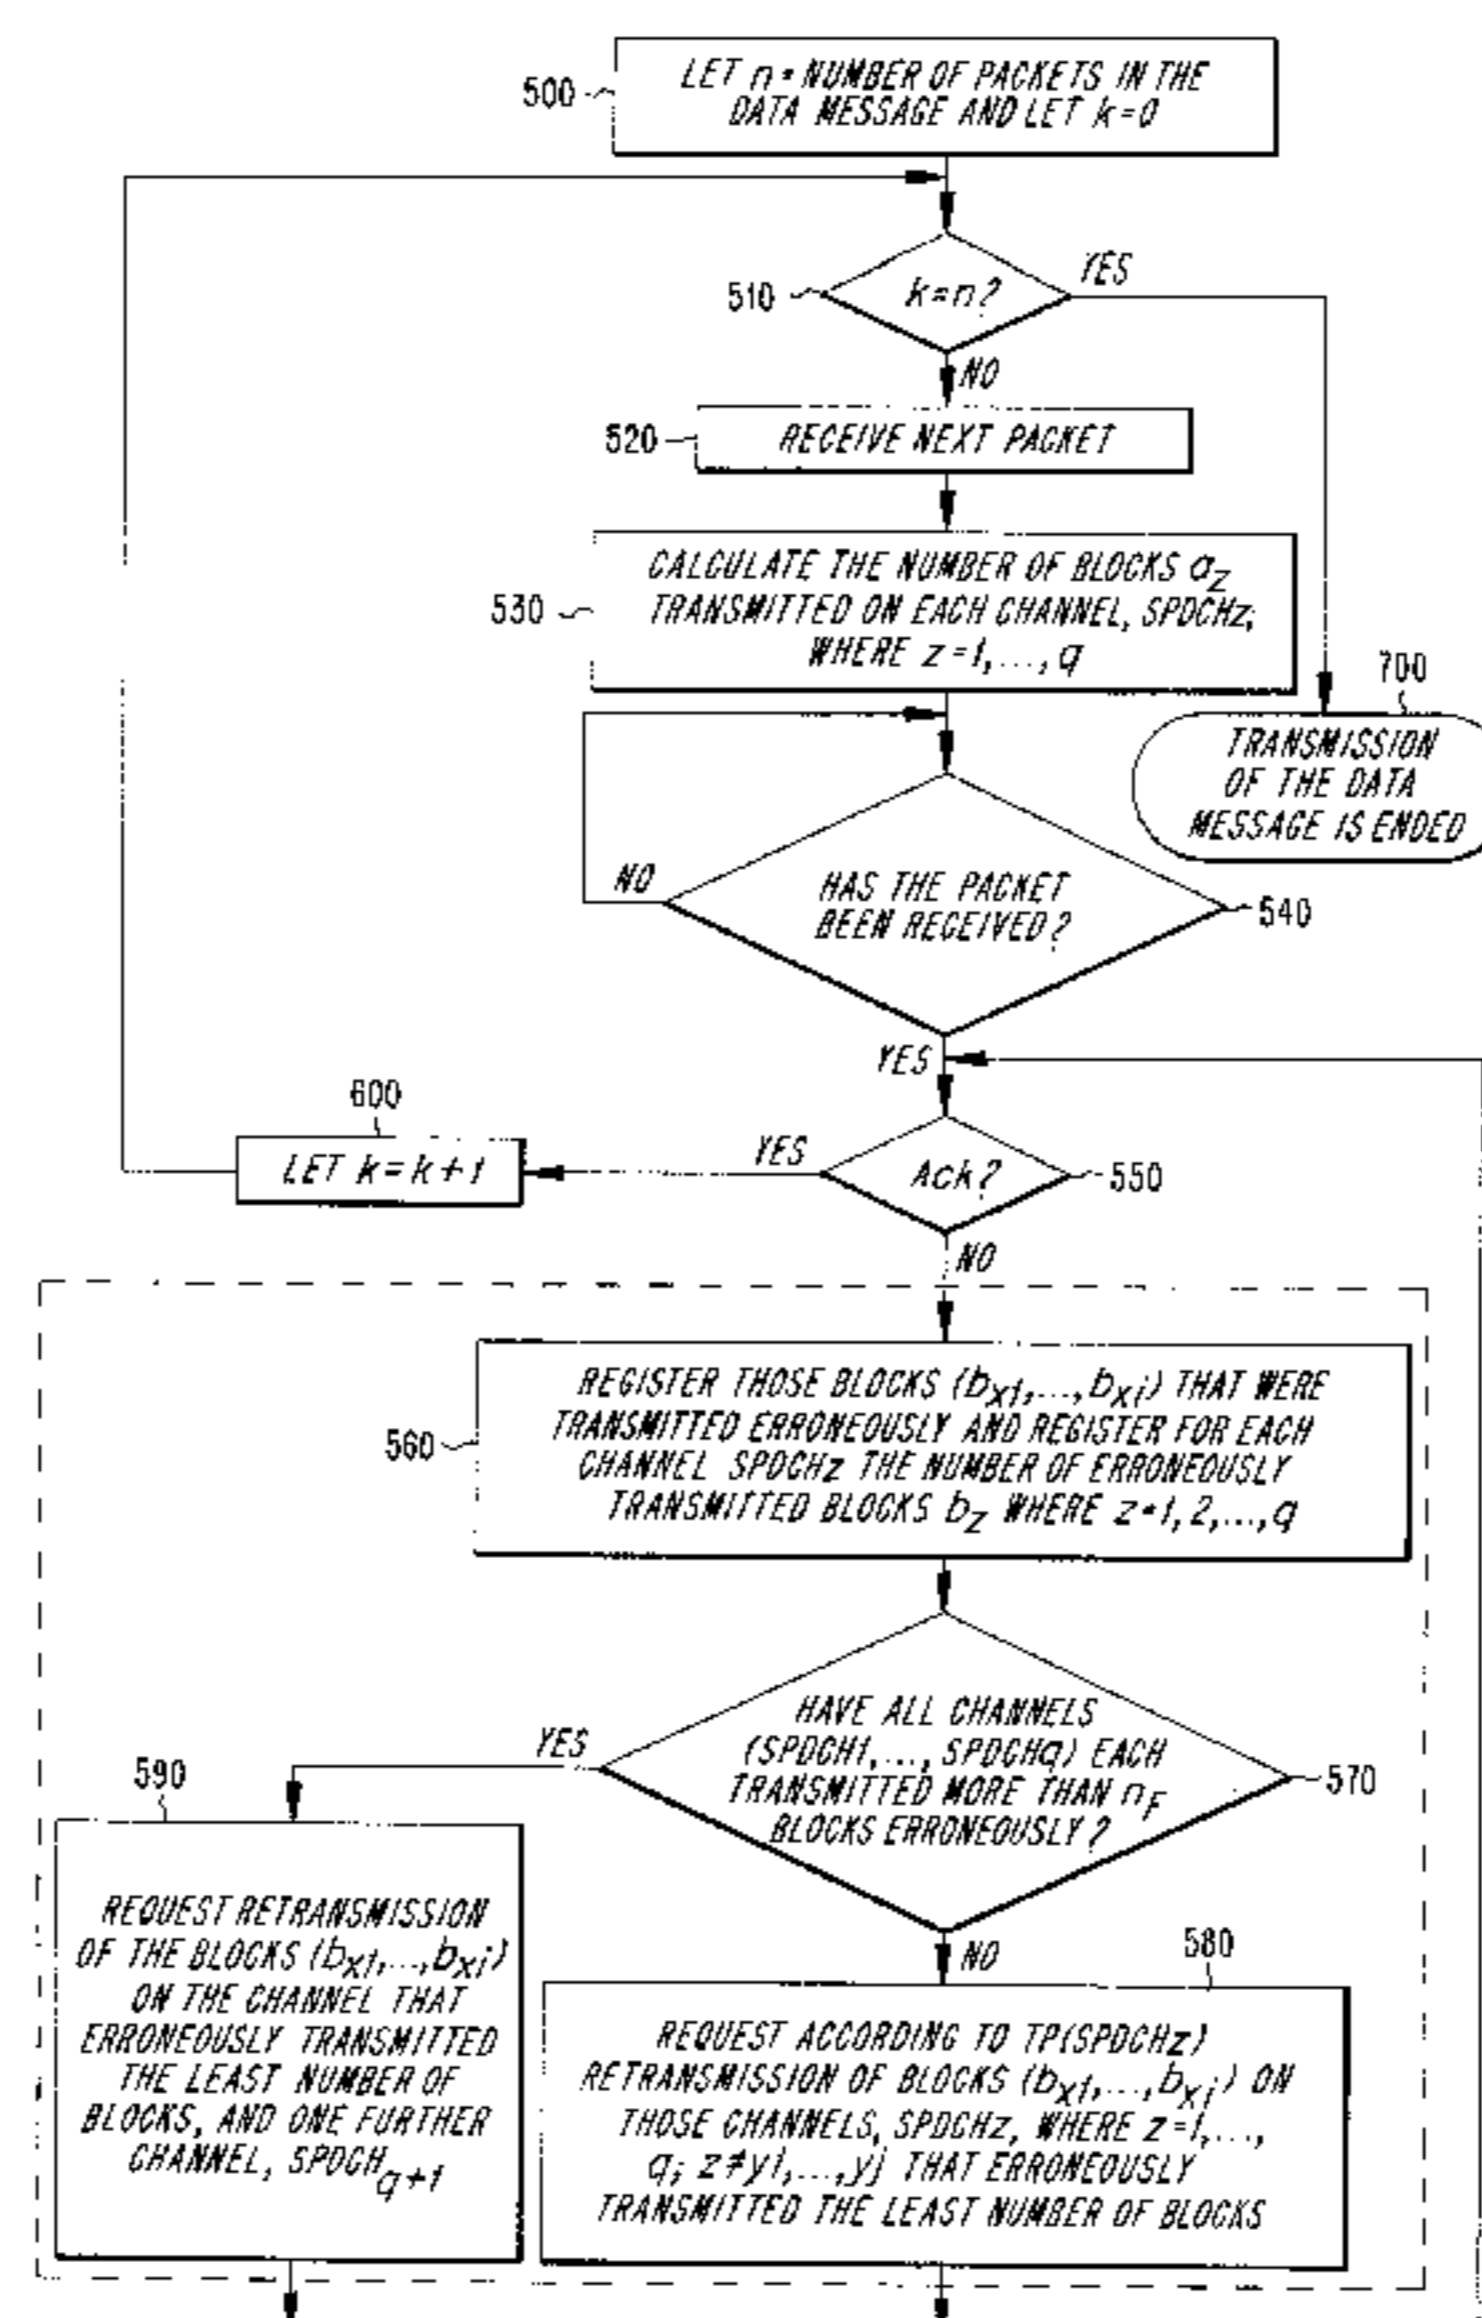 500
LET n = NUMBER OF PACKETS IN THE
DATA MESSAGE AND LET k = 0
510
k = n?
YES
NO
520
RECEIVE NEXT PACKET
530
CALCULATE THE NUMBER OF BLOCKS a_z
TRANSMITTED ON EACH CHANNEL, SPDCHz,
WHERE z = 1, ..., q
700
TRANSMISSION
OF THE DATA
MESSAGE IS ENDED
NO
HAS THE PACKET
BEEN RECEIVED?
540
YES
600
LET k = k + 1
YES
Ack?
550
NO
560
REGISTER THOSE BLOCKS (b_x1, ..., b_xi) THAT WERE
TRANSMITTED ERRONEOUSLY AND REGISTER FOR EACH
CHANNEL SPDCHz THE NUMBER OF ERRONEOUSLY
TRANSMITTED BLOCKS b_z WHERE z = 1, 2, ..., q
YES
HAVE ALL CHANNELS
(SPDCH1, ..., SPDCHq) EACH
TRANSMITTED MORE THAN n_F
BLOCKS ERRONEOUSLY?
570
NO
590
REQUEST RETRANSMISSION
OF THE BLOCKS (b_x1, ..., b_xi)
ON THE CHANNEL THAT
ERRONEOUSLY TRANSMITTED
THE LEAST NUMBER OF
BLOCKS, AND ONE FURTHER
CHANNEL, SPDCH_q+1
580
REQUEST ACCORDING TO TP(SPDCHz)
RETRANSMISSION OF BLOCKS (b_x1, ..., b_xi) ON
THOSE CHANNELS, SPDCHz, WHERE z = 1, ...,
q; z ≠ y1, ..., yj THAT ERRONEOUSLY
TRANSMITTED THE LEAST NUMBER OF BLOCKS